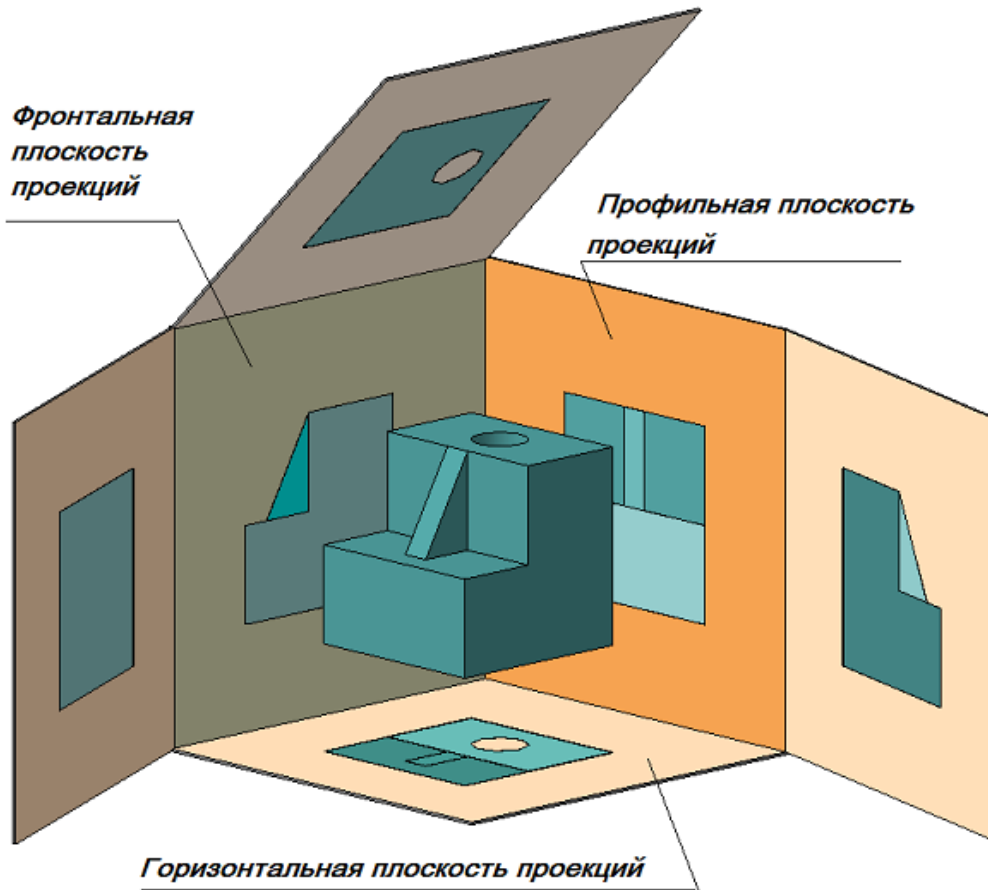 Фронтальная
плоскость
проекций
Профильная плоскость
проекций
Горизонтальная плоскость проекций